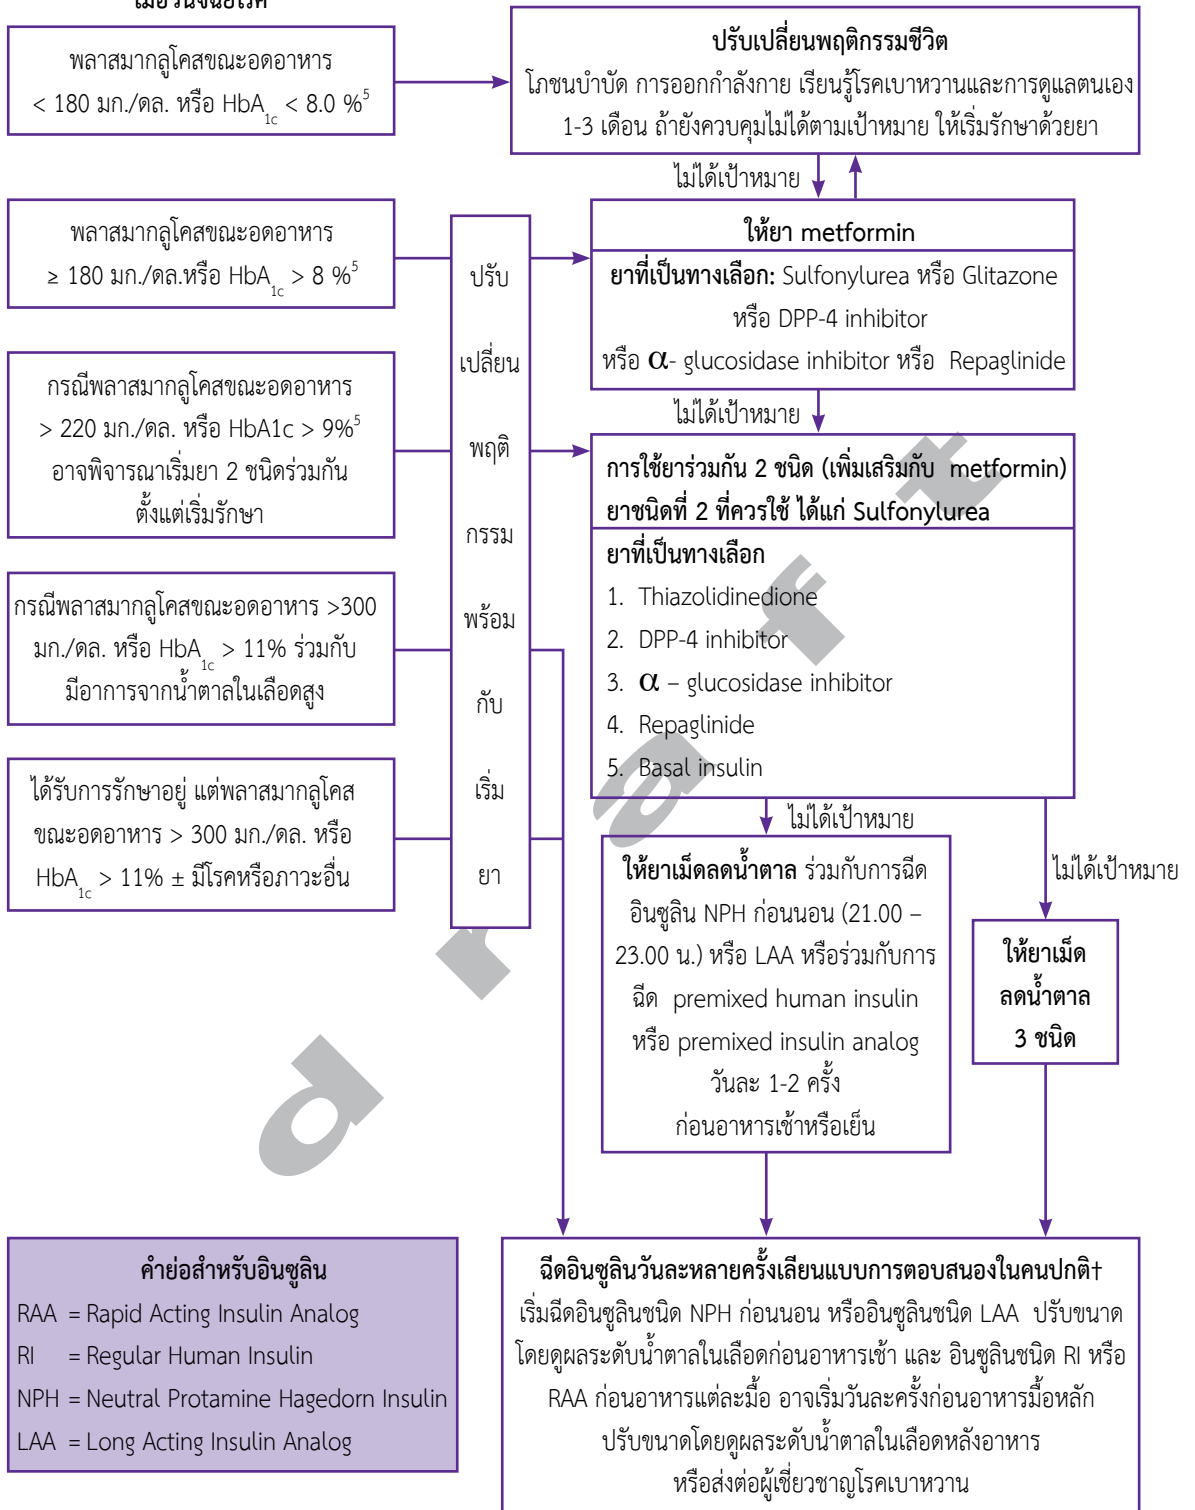 เมื่อวินิจฉัยโรค
พลาสมากลูโคสขณะอดอาหาร
< 180 มก./ดล. หรือ HbA1c < 8.0 %5
ปรับเปลี่ยนพฤติกรรมชีวิต
โภชนบำบัด การออกกำลังกาย เรียนรู้โรคเบาหวานและการดูแลตนเอง
1-3 เดือน ถ้ายังควบคุมไม่ได้ตามเป้าหมาย ให้เริ่มรักษาด้วยยา
ไม่ได้เป้าหมาย
พลาสมากลูโคสขณะอดอาหาร
≥ 180 มก./ดล.หรือ HbA1c > 8 %5
กรณีพลาสมากลูโคสขณะอดอาหาร
> 220 มก./ดล. หรือ HbA1c > 9%5
อาจพิจารณาเริ่มยา 2 ชนิดร่วมกัน
ตั้งแต่เริ่มรักษา
กรณีพลาสมากลูโคสขณะอดอาหาร >300
มก./ดล. หรือ HbA1c > 11% ร่วมกับ
มีอาการจากน้ำตาลในเลือดสูง
ได้รับการรักษาอยู่ แต่พลาสมากลูโคส
ขณะอดอาหาร > 300 มก./ดล. หรือ
HbA1c > 11% ± มีโรคหรือภาวะอื่น
ปรับ
เปลี่ยน
พฤติ
กรรม
พร้อม
กับ
เริ่ม
ยา
ให้ยา metformin
ยาที่เป็นทางเลือก: Sulfonylurea หรือ Glitazone
หรือ DPP-4 inhibitor
หรือ α- glucosidase inhibitor หรือ Repaglinide
ไม่ได้เป้าหมาย
การใช้ยาร่วมกัน 2 ชนิด (เพิ่มเสริมกับ metformin)
ยาชนิดที่ 2 ที่ควรใช้ ได้แก่ Sulfonylurea
ยาที่เป็นทางเลือก
1. Thiazolidinedione
2. DPP-4 inhibitor
3. α – glucosidase inhibitor
4. Repaglinide
5. Basal insulin
ไม่ได้เป้าหมาย
ไม่ได้เป้าหมาย
ให้ยาเม็ดลดน้ำตาล ร่วมกับการฉีด
อินซูลิน NPH ก่อนนอน (21.00 –
23.00 น.) หรือ LAA หรือร่วมกับการ
ฉีด premixed human insulin
หรือ premixed insulin analog
วันละ 1-2 ครั้ง
ก่อนอาหารเช้าหรือเย็น
ให้ยาเม็ด
ลดน้ำตาล
3 ชนิด
คำย่อสำหรับอินซูลิน
RAA = Rapid Acting Insulin Analog
RI = Regular Human Insulin
NPH = Neutral Protamine Hagedorn Insulin
LAA = Long Acting Insulin Analog
ฉีดอินซูลินวันละหลายครั้งเลียนแบบการตอบสนองในคนปกติ†
เริ่มฉีดอินซูลินชนิด NPH ก่อนนอน หรืออินซูลินชนิด LAA ปรับขนาด
โดยดูผลระดับน้ำตาลในเลือดก่อนอาหารเช้า และ อินซูลินชนิด RI หรือ
RAA ก่อนอาหารแต่ละมื้อ อาจเริ่มวันละครั้งก่อนอาหารมื้อหลัก
ปรับขนาดโดยดูผลระดับน้ำตาลในเลือดหลังอาหาร
หรือส่งต่อผู้เชี่ยวชาญโรคเบาหวาน
draft